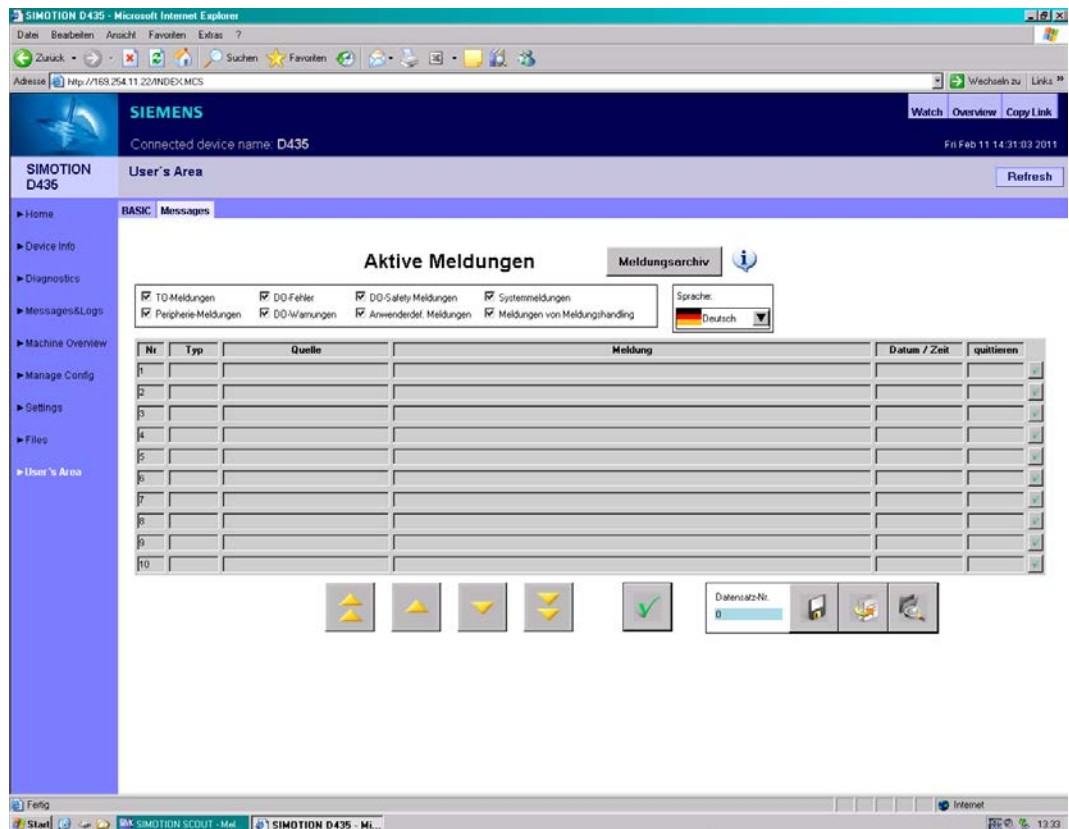 SIMOTION D435 - Microsoft Internet Explorer
Datei Bearbeiten Ansicht Favoriten Extras ?
Zurück Suchen Favoriten
Adresse http://169.254.11.22/INDEX.MCS Wechseln zu Links »
SIEMENS
Watch Overview Copy Link
Connected device name: D435
Fri Feb 11 14:31:03 2011
SIMOTION
D435
User´s Area
Refresh
Home
Device Info
Diagnostics
Messages&Logs
Machine Overview
Manage Config
Settings
Files
User's Area
BASIC Messages
Aktive Meldungen
Meldungsarchiv
TO-Meldungen DO-Fehler DO-Safety Meldungen Systemmeldungen
Peripherie-Meldungen DO-Warnungen Anwenderdef. Meldungen Meldungen von Meldungshandling
Sprache:
Deutsch
Nr Typ Quelle Meldung Datum / Zeit quittieren
1
2
3
4
5
6
7
8
9
10
Datensatz-Nr.
0
Fertig
Internet
Start SIMOTION SCOUT - Mel SIMOTION D435 - Mi... 13:33